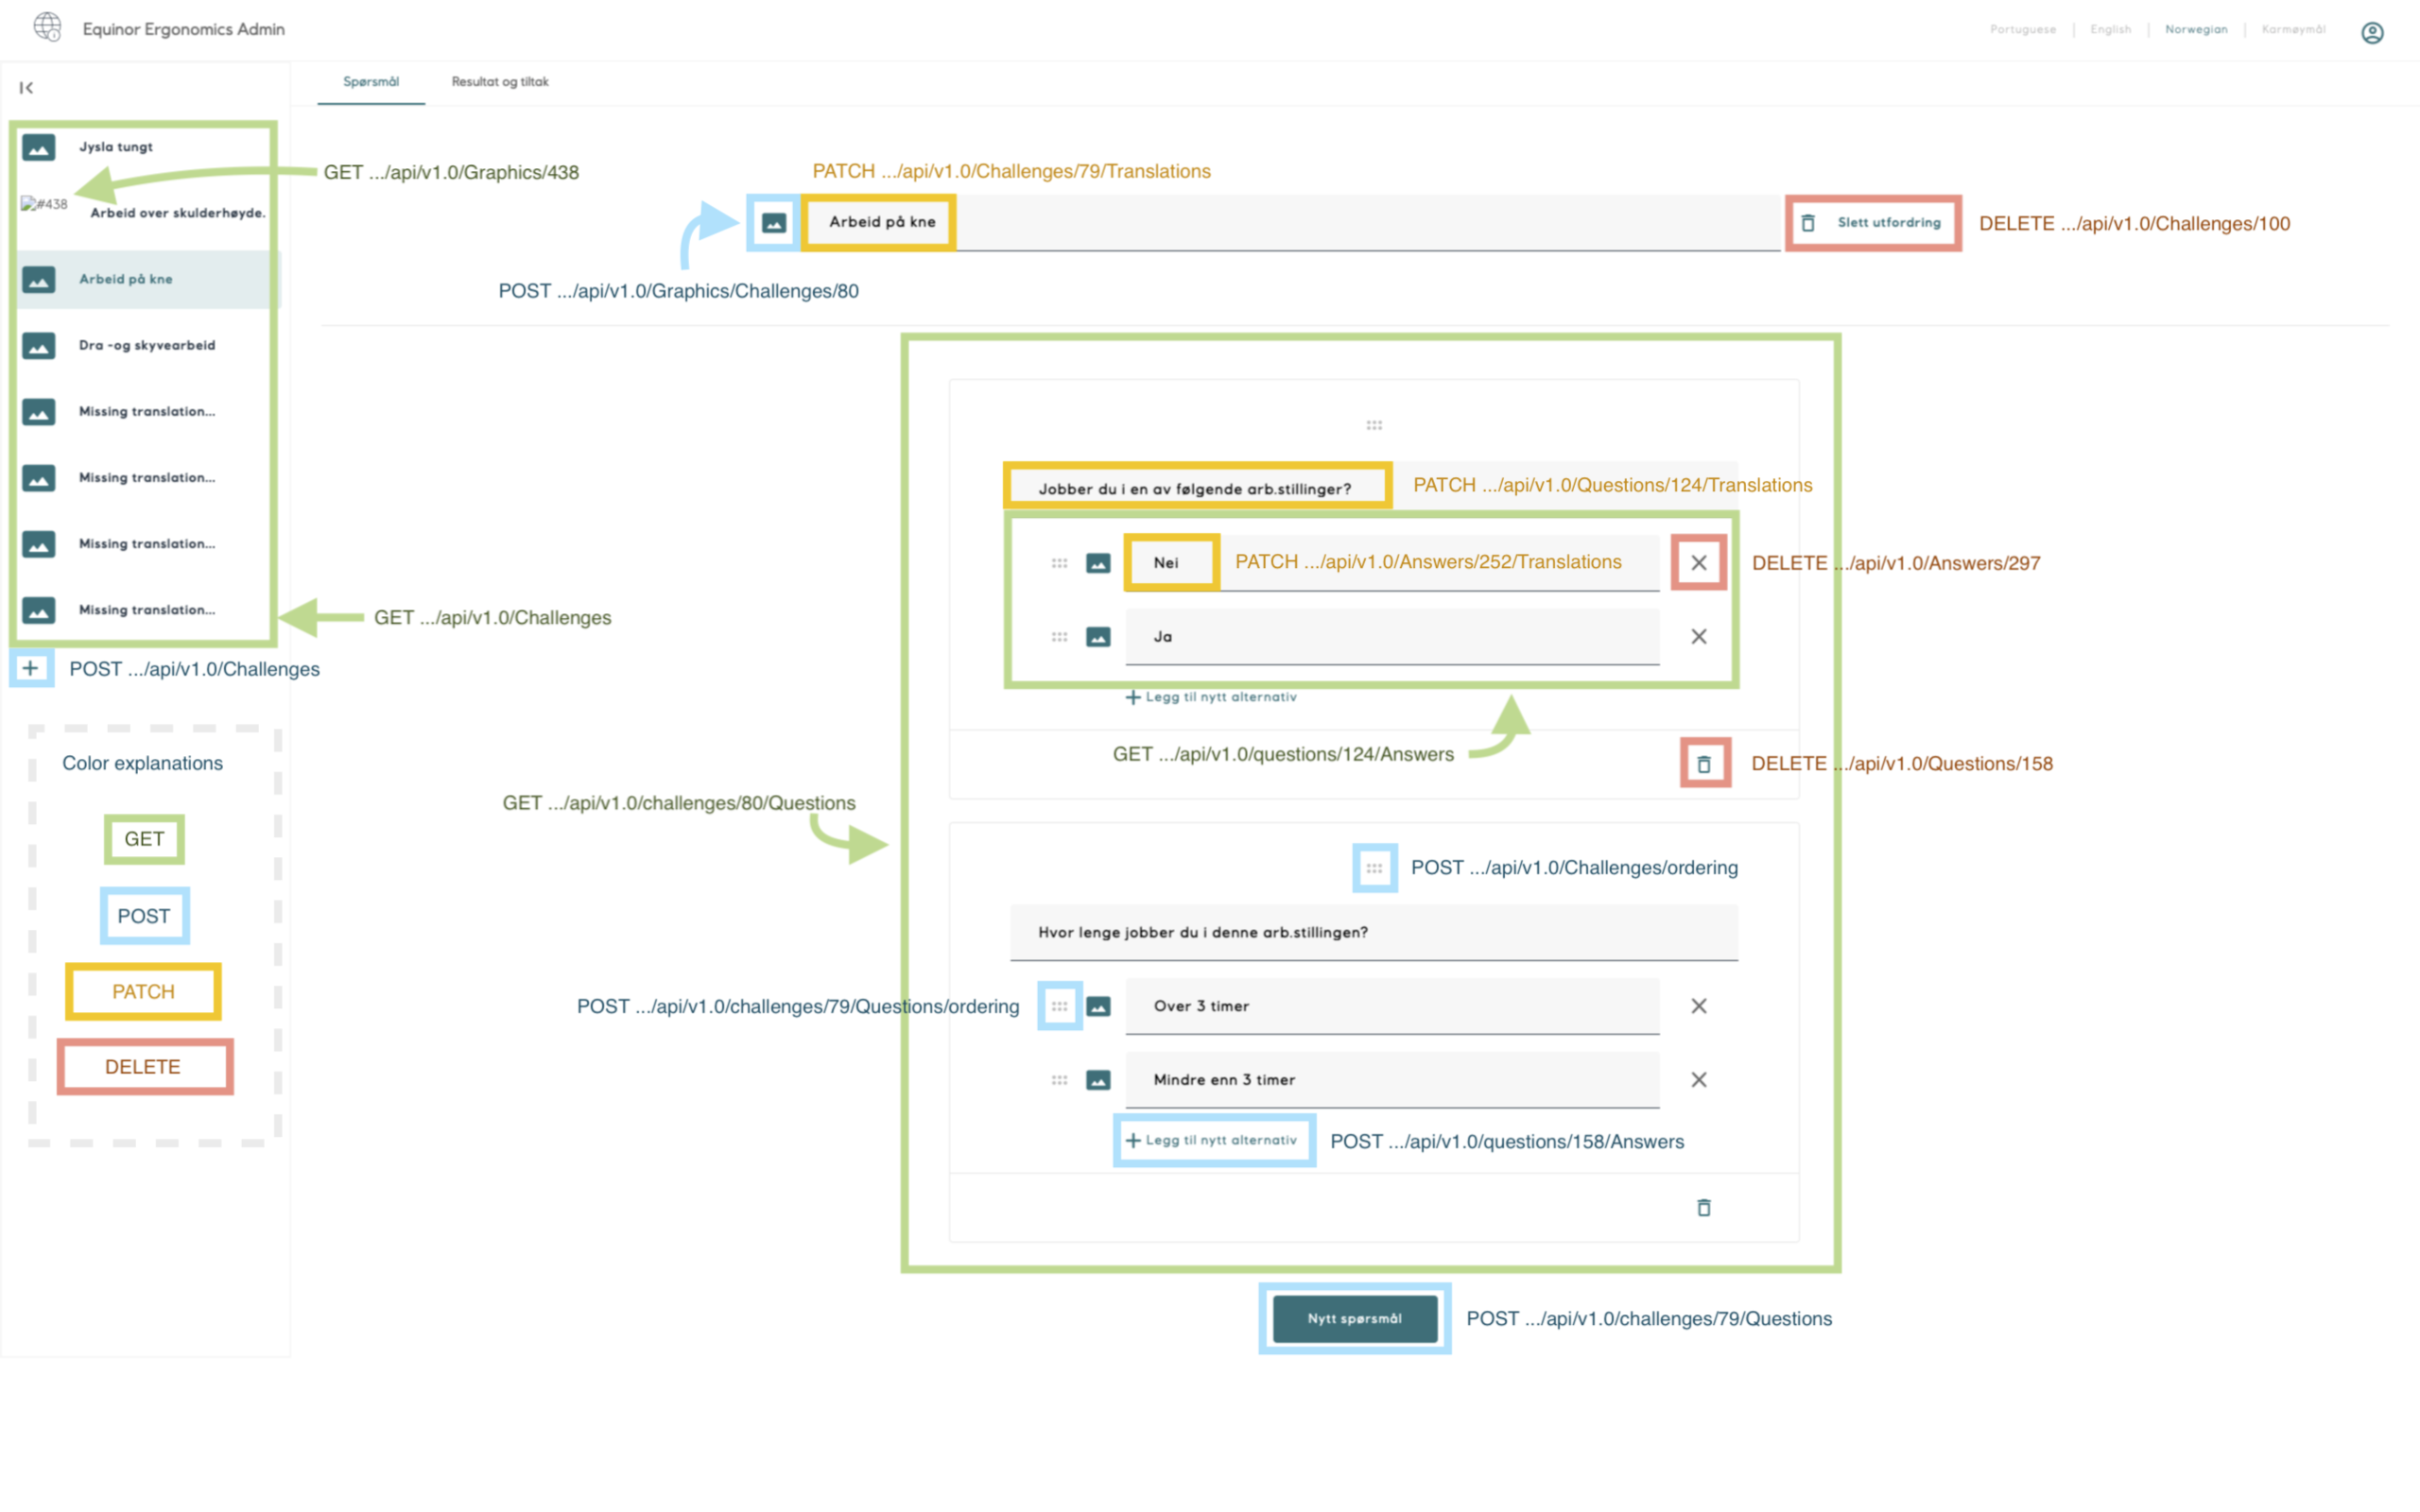 Equinor Ergonomics Admin
Portuguese | English | Norwegian | Karmøymål
Spørsmål
Resultat og tiltak
Jysla tungt
#438
Arbeid over skulderhøyde.
Arbeid på kne
Dra -og skyvearbeid
Missing translation...
Missing translation...
Missing translation...
Missing translation...
GET .../api/v1.0/Graphics/438
GET .../api/v1.0/Challenges
POST .../api/v1.0/Challenges
Color explanations
GET
POST
PATCH
DELETE
PATCH .../api/v1.0/Challenges/79/Translations
Arbeid på kne
Slett utfordring
DELETE .../api/v1.0/Challenges/100
POST .../api/v1.0/Graphics/Challenges/80
Jobber du i en av følgende arb.stillinger?
PATCH .../api/v1.0/Questions/124/Translations
Nei
PATCH .../api/v1.0/Answers/252/Translations
DELETE .../api/v1.0/Answers/297
Ja
+ Legg til nytt alternativ
GET .../api/v1.0/questions/124/Answers
DELETE .../api/v1.0/Questions/158
GET .../api/v1.0/challenges/80/Questions
POST .../api/v1.0/Challenges/ordering
Hvor lenge jobber du i denne arb.stillingen?
POST .../api/v1.0/challenges/79/Questions/ordering
Over 3 timer
Mindre enn 3 timer
+ Legg til nytt alternativ
POST .../api/v1.0/questions/158/Answers
Nytt spørsmål
POST .../api/v1.0/challenges/79/Questions